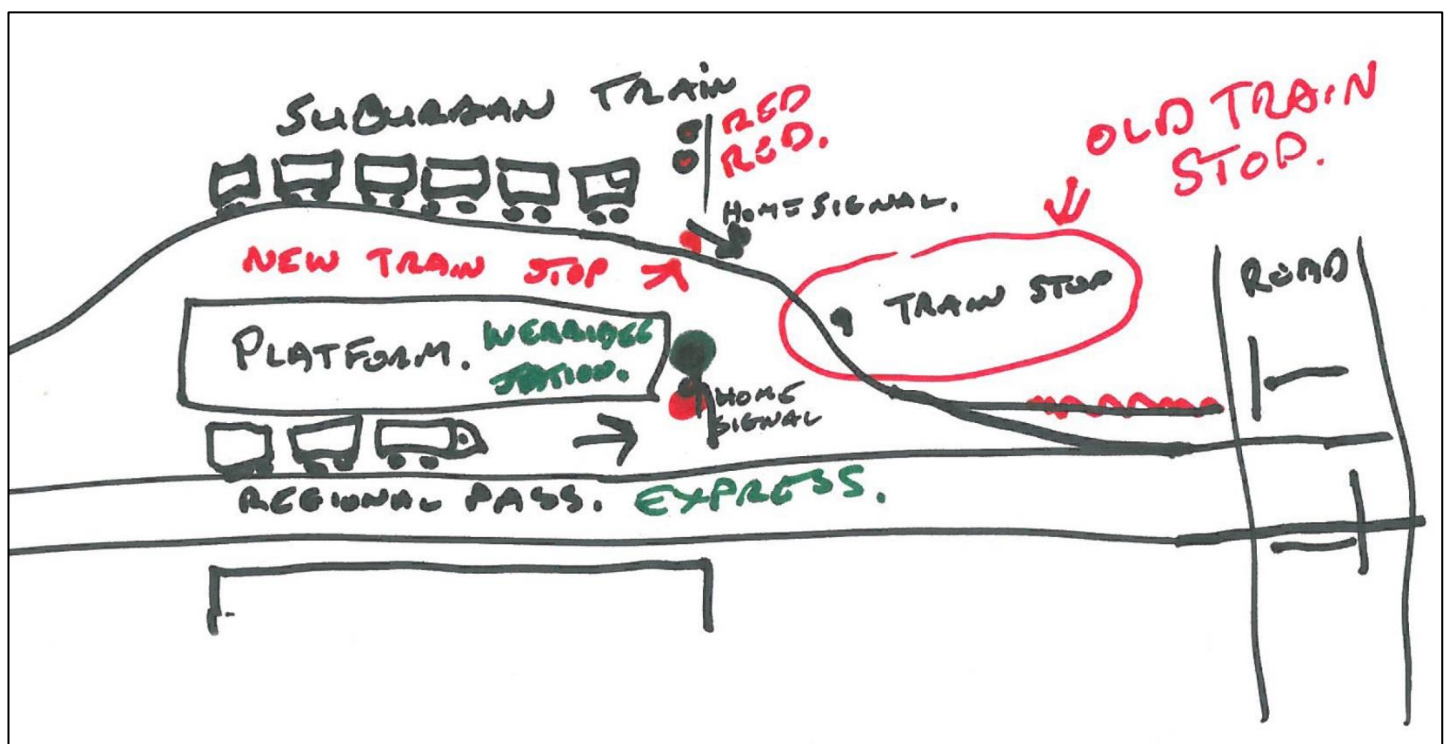 SUBURBAN TRAIN
RED
RED.
OLD TRAIN
STOP.
HOME SIGNAL.
NEW TRAIN STOP
TRAIN STOP
ROAD
PLATFORM.
WERRIBEE
STATION.
HOME
SIGNAL
REGIONAL PASS. EXPRESS.